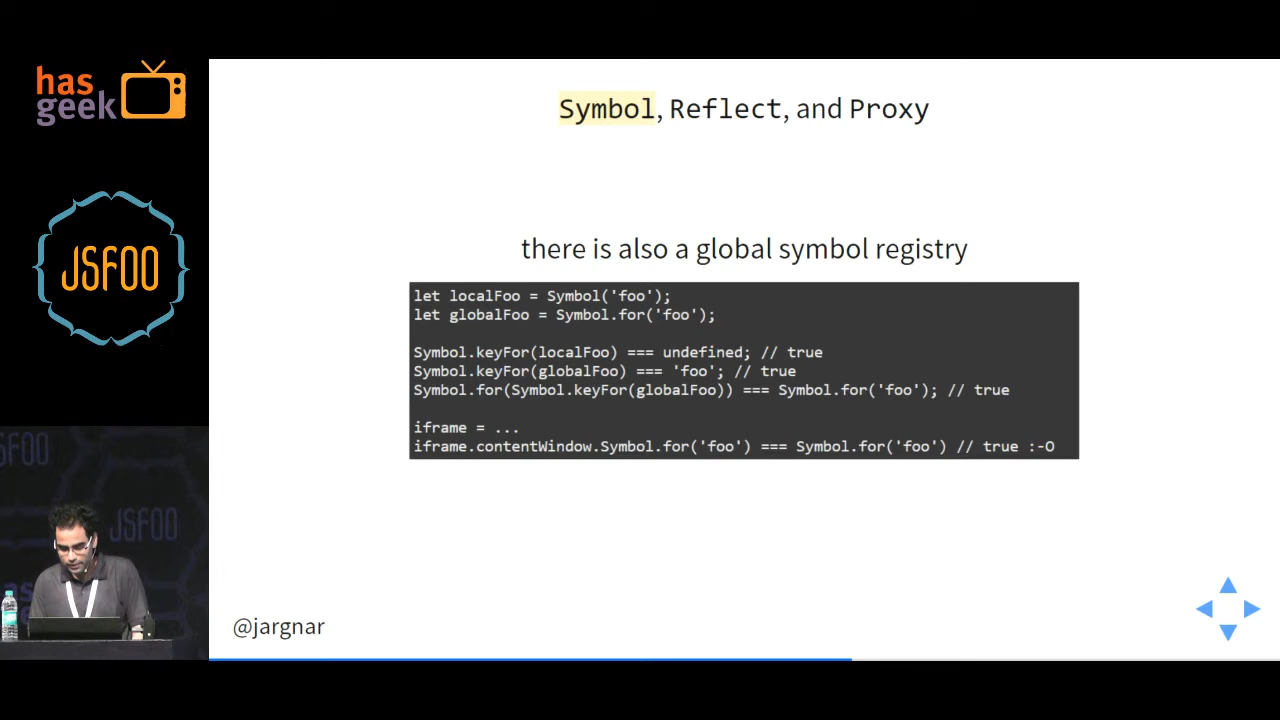 has
geek
JSFOO
Symbol, Reflect, and Proxy
there is also a global symbol registry
let localFoo = Symbol('foo');
let globalFoo = Symbol.for('foo');
Symbol.keyFor(localFoo) === undefined; // true
Symbol.keyFor(globalFoo) === 'foo'; // true
Symbol.for(Symbol.keyFor(globalFoo)) === Symbol.for('foo'); // true
iframe = ...
iframe.contentWindow.Symbol.for('foo') === Symbol.for('foo') // true :-O
@jargnar
SFOO
JSFOO